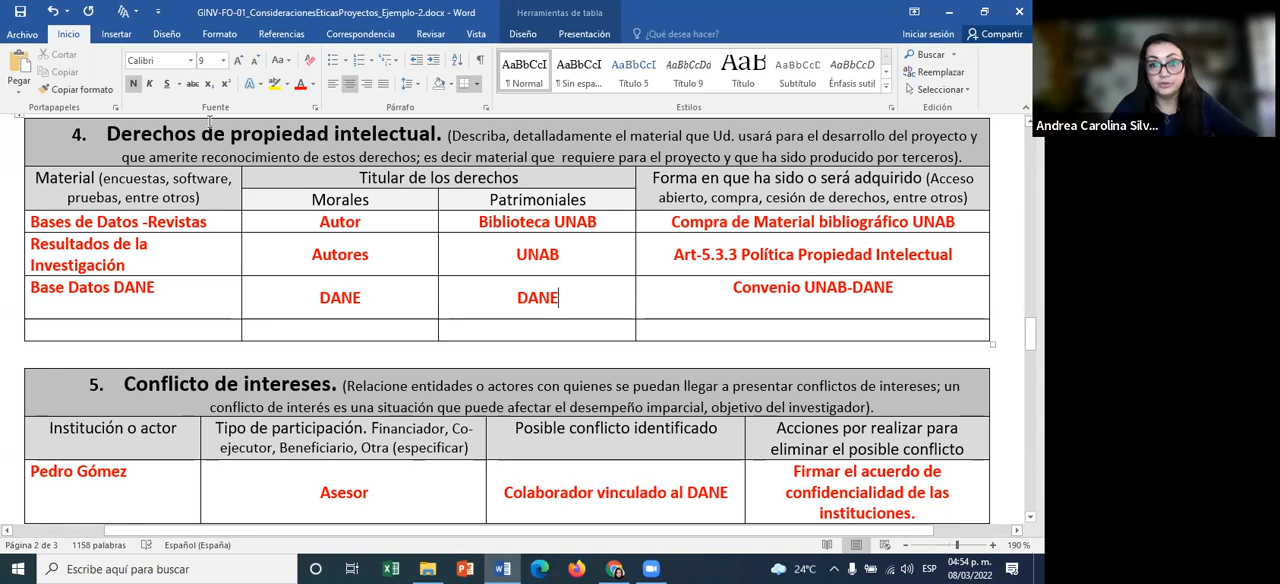 GINV-FO-01_ConsideracionesEticasProyectos_Ejemplo-2.docx - Word
Herramientas de tabla
Archivo
Inicio
Insertar
Diseño
Formato
Referencias
Correspondencia
Revisar
Vista
Diseño
Presentación
¿Qué desea hacer?
Iniciar sesión
Compartir
Pegar
Cortar
Copiar
Copiar formato
Portapapeles
Calibri
9
Fuente
Párrafo
AaBbCcI
¶ Normal
AaBbCcI
¶ Sin espa...
AaBbCcI
Título 5
AaBbCcDa
Título 9
AaBb
Título
AaBbCcD
Subtítulo
AaBbCcD
Énfasis sutil
Estilos
Buscar
Reemplazar
Seleccionar
Edición
Andrea Carolina Silv...
4. Derechos de propiedad intelectual. (Describa, detalladamente el material que Ud. usará para el desarrollo del proyecto y
que amerite reconocimiento de estos derechos; es decir material que requiere para el proyecto y que ha sido producido por terceros).
Material (encuestas, software,
pruebas, entre otros)
Titular de los derechos
Morales
Patrimoniales
Forma en que ha sido o será adquirido (Acceso
abierto, compra, cesión de derechos, entre otros)
Bases de Datos -Revistas
Autor
Biblioteca UNAB
Compra de Material bibliográfico UNAB
Resultados de la
Investigación
Autores
UNAB
Art-5.3.3 Política Propiedad Intelectual
Base Datos DANE
DANE
DANE
Convenio UNAB-DANE
5. Conflicto de intereses. (Relacione entidades o actores con quienes se puedan llegar a presentar conflictos de intereses; un
conflicto de interés es una situación que puede afectar el desempeño imparcial, objetivo del investigador).
Institución o actor
Tipo de participación. Financiador, Co-
ejecutor, Beneficiario, Otra (especificar)
Posible conflicto identificado
Acciones por realizar para
eliminar el posible conflicto
Pedro Gómez
Asesor
Colaborador vinculado al DANE
Firmar el acuerdo de
confidencialidad de las
instituciones.
Página 2 de 3
1158 palabras
Español (España)
190 %
Escribe aquí para buscar
24°C
ESP
04:54 p. m.
08/03/2022